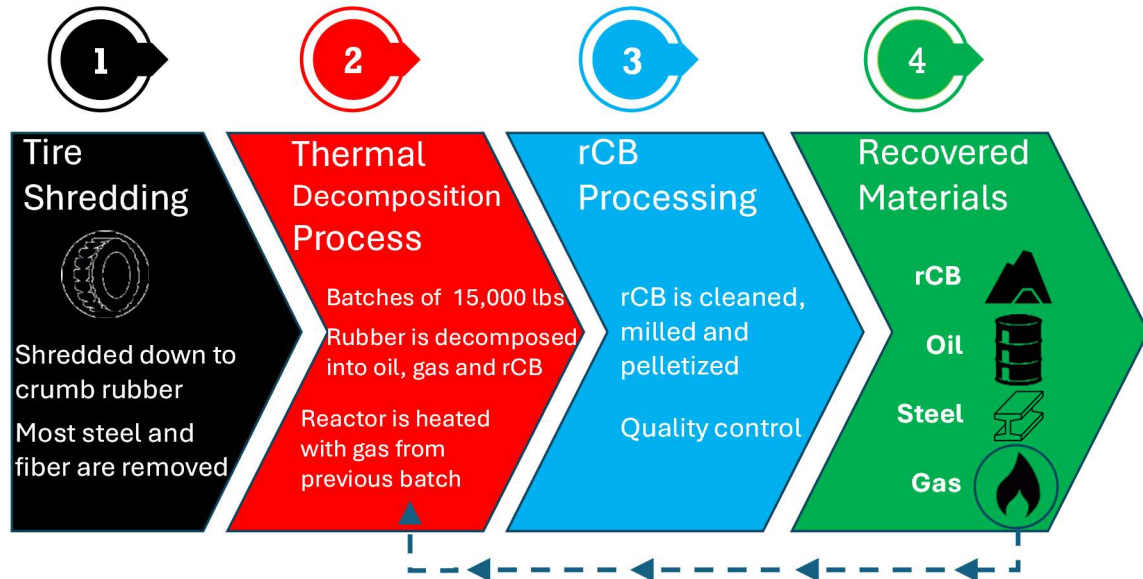 1
2
3
4
Tire
Shredding
Shredded down to
crumb rubber
Most steel and
fiber are removed
Thermal
Decomposition
Process
Batches of 15,000 lbs
Rubber is decomposed
into oil, gas and rCB
Reactor is heated
with gas from
previous batch
rCB
Processing
rCB is cleaned,
milled and
pelletized
Quality control
Recovered
Materials
rCB
Oil
Steel
Gas